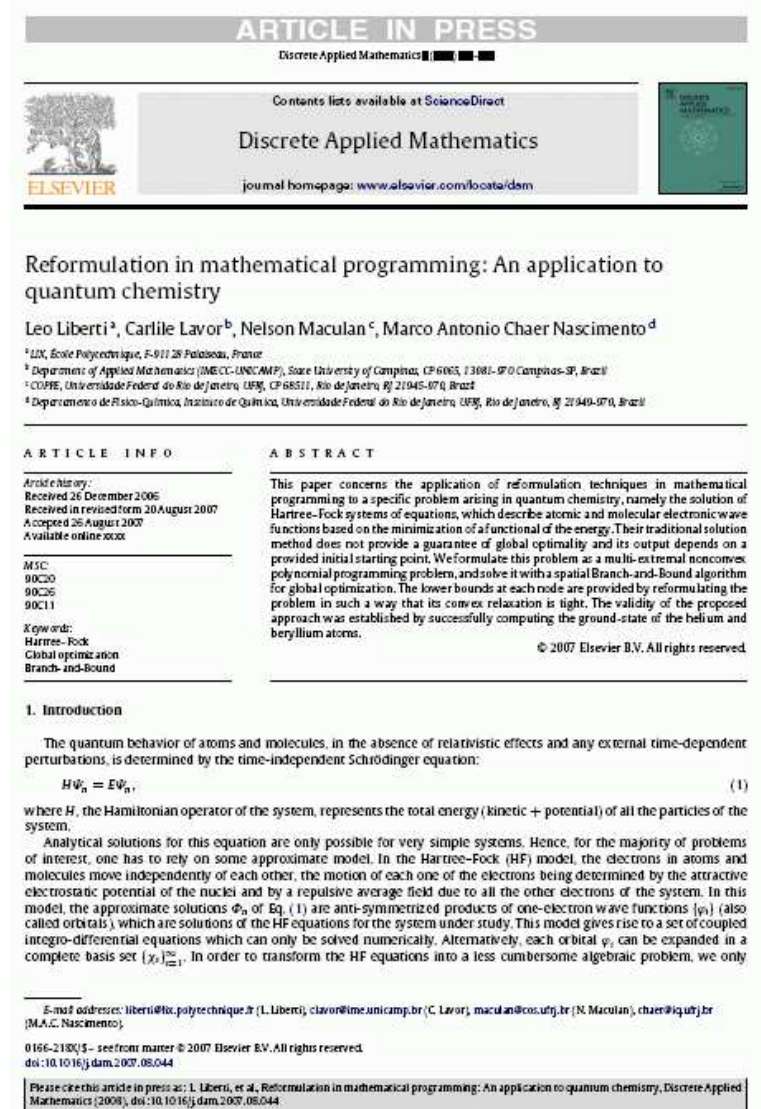 ARTICLE IN PRESS
Discrete Applied Mathematics
Contents lists available at ScienceDirect
Discrete Applied Mathematics
journal homepage: www.elsevier.com/locate/dam
ELSEVIER
DISCRETE
APPLIED
MATHEMATICS
Reformulation in mathematical programming: An application to
quantum chemistry
Leo Liberti a, Carlile Lavor b, Nelson Maculan c, Marco Antonio Chaer Nascimento d
a LIX, École Polytechnique, F-91128 Palaiseau, France
b Department of Applied Mathematics (IMECC-UNICAMP), State University of Campinas, CP 6065, 13081-970 Campinas-SP, Brazil
c COPPE, Universidade Federal do Rio de Janeiro, UFRJ, CP 68511, Rio de Janeiro, RJ 21945-970, Brazil
d Departamento de Físico-Química, Instituto de Química, Universidade Federal do Rio de Janeiro, UFRJ, Rio de Janeiro, RJ 21949-970, Brazil
ARTICLE INFO
Article history:
Received 26 December 2006
Received in revised form 20 August 2007
Accepted 26 August 2007
Available online xxxx
MSC:
90C20
90C26
90C11
Keywords:
Hartree–Fock
Global optimization
Branch-and-Bound
ABSTRACT
This paper concerns the application of reformulation techniques in mathematical
programming to a specific problem arising in quantum chemistry, namely the solution of
Hartree–Fock systems of equations, which describe atomic and molecular electronic wave
functions based on the minimization of a functional of the energy. Their traditional solution
method does not provide a guarantee of global optimality and its output depends on a
provided initial starting point. We formulate this problem as a multi-extremal nonconvex
polynomial programming problem, and solve it with a spatial Branch-and-Bound algorithm
for global optimization. The lower bounds at each node are provided by reformulating the
problem in such a way that its convex relaxation is tight. The validity of the proposed
approach was established by successfully computing the ground-state of the helium and
beryllium atoms.
© 2007 Elsevier B.V. All rights reserved.
1. Introduction
The quantum behavior of atoms and molecules, in the absence of relativistic effects and any external time-dependent
perturbations, is determined by the time-independent Schrödinger equation:
HΨn = EΨn, (1)
where H, the Hamiltonian operator of the system, represents the total energy (kinetic + potential) of all the particles of the
system.
Analytical solutions for this equation are only possible for very simple systems. Hence, for the majority of problems
of interest, one has to rely on some approximate model. In the Hartree–Fock (HF) model, the electrons in atoms and
molecules move independently of each other, the motion of each one of the electrons being determined by the attractive
electrostatic potential of the nuclei and by a repulsive average field due to all the other electrons of the system. In this
model, the approximate solutions Φn of Eq. (1) are anti-symmetrized products of one-electron wave functions {φi} (also
called orbitals), which are solutions of the HF equations for the system under study. This model gives rise to a set of coupled
integro-differential equations which can only be solved numerically. Alternatively, each orbital φi can be expanded in a
complete basis set {χs}∞s=1. In order to transform the HF equations into a less cumbersome algebraic problem, we only
E-mail addresses: liberti@lix.polytechnique.fr (L. Liberti), clavor@ime.unicamp.br (C. Lavor), maculan@cos.ufrj.br (N. Maculan), chaer@iq.ufrj.br
(M.A.C. Nascimento).
0166-218X/$ – see front matter © 2007 Elsevier B.V. All rights reserved.
doi:10.1016/j.dam.2007.08.044
Please cite this article in press as: L. Liberti, et al., Reformulation in mathematical programming: An application to quantum chemistry, Discrete Applied
Mathematics (2008), doi:10.1016/j.dam.2007.08.044